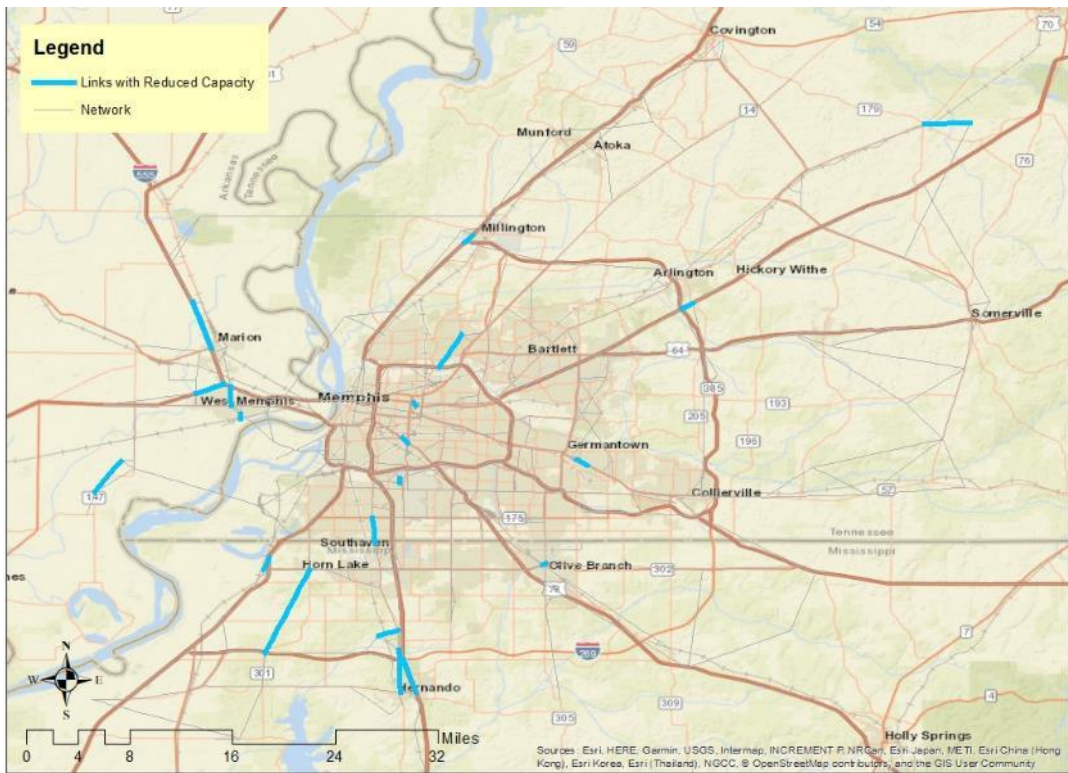 Legend
Links with Reduced Capacity
Network
Covington
54
70
59
14
179
Munford
Atoka
76
555
Arkansas
Tennessee
Millington
Arlington
Hickory Withe
Somerville
Marion
Bartlett
64
385
West Memphis
Memphis
193
205
196
Germantown
147
Collierville
57
175
Tennessee
Mississippi
Southaven
Mississippi
Horn Lake
Olive Branch
302
78
7
301
269
N
W E
S
Hernando
4
309
305
Miles
Holly Springs
0 4 8 16 24 32
Sources: Esri, HERE, Garmin, USGS, Intermap, INCREMENT P, NRCan, Esri Japan, METI, Esri China (Hong
Kong), Esri Korea, Esri (Thailand), NGCC, © OpenStreetMap contributors, and the GIS User Community